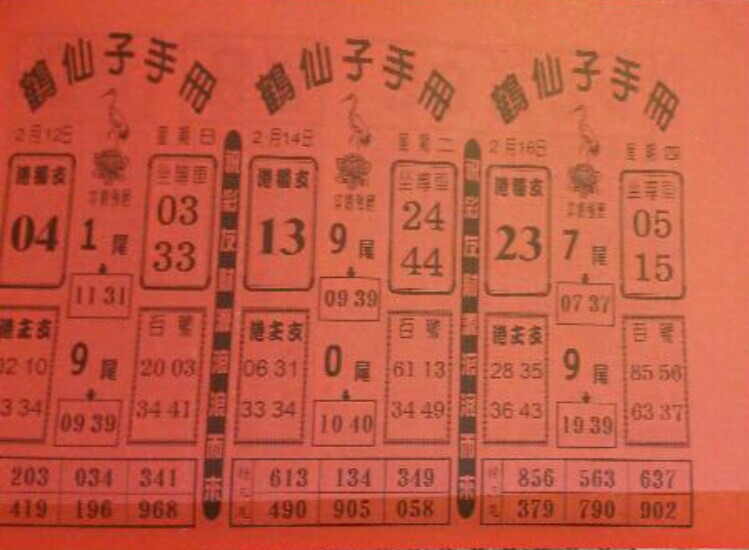 鶴仙子手冊
2月12日 星期日
港獨支
04
1尾
11 31
坐專車
03
33
港主支
02 10
3 34
9尾
09 39
百號
20 03
34 41
203 034 341
419 196 968
鶴仙子手冊
2月14日 星期二
港獨支
13
9尾
09 39
坐專車
24
44
港主支
06 31
33 34
0尾
10 40
百號
61 13
34 49
613 134 349
490 905 058
鶴仙子手冊
2月16日 星期四
港獨支
23
7尾
07 37
坐專車
05
15
港主支
28 35
36 43
9尾
19 39
百號
85 56
63 37
856 563 637
379 790 902